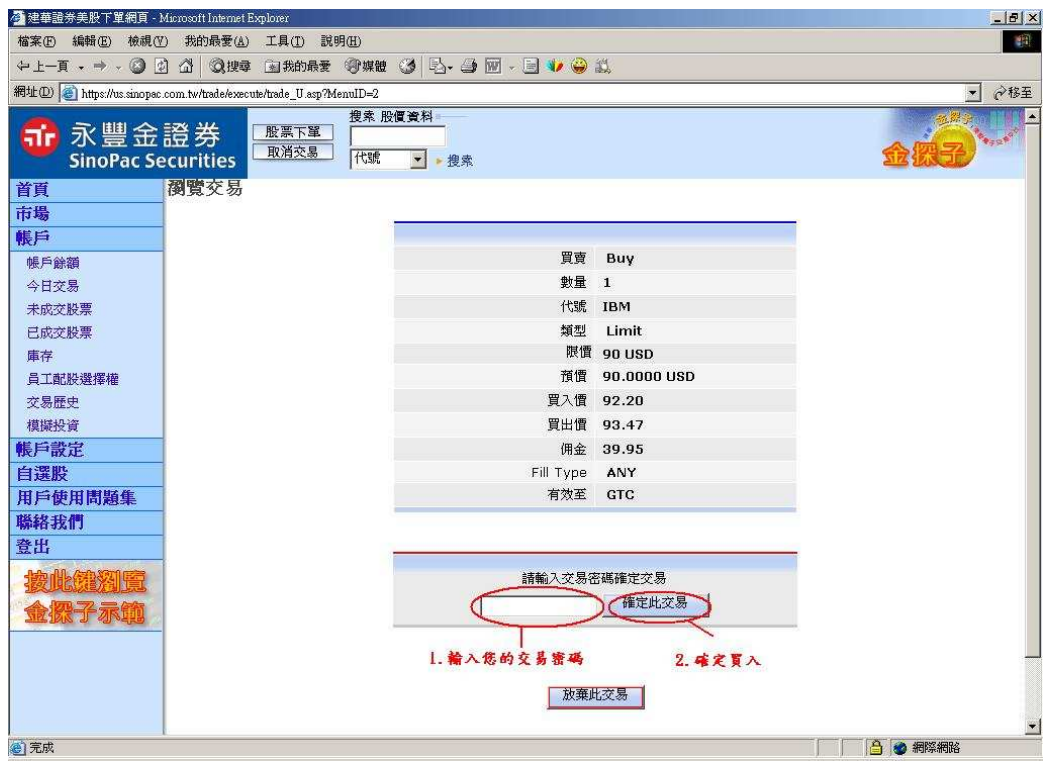 建華證券美股下單網頁 - Microsoft Internet Explorer
檔案(F) 編輯(E) 檢視(V) 我的最愛(A) 工具(T) 說明(H)
上一頁 搜尋 我的最愛 媒體
網址(D) https://us.sinopac.com.tw/trade/execute/trade_U.asp?MenuID=2 移至
永豐金證券
SinoPac Securities
股票下單
取消交易
搜索 股價資料
代號 搜索
金探子
首頁
市場
帳戶
帳戶餘額
今日交易
未成交股票
已成交股票
庫存
員工配股選擇權
交易歷史
模擬投資
帳戶設定
自選股
用戶使用問題集
聯絡我們
登出
按此鍵瀏覽
金探子示範
瀏覽交易
買賣 Buy
數量 1
代號 IBM
類型 Limit
限價 90 USD
預價 90.0000 USD
買入價 92.20
買出價 93.47
佣金 39.95
Fill Type ANY
有效至 GTC
請輸入交易密碼確定交易
確定此交易
1.輸入您的交易密碼 2.確定買入
放棄此交易
完成 網際網路